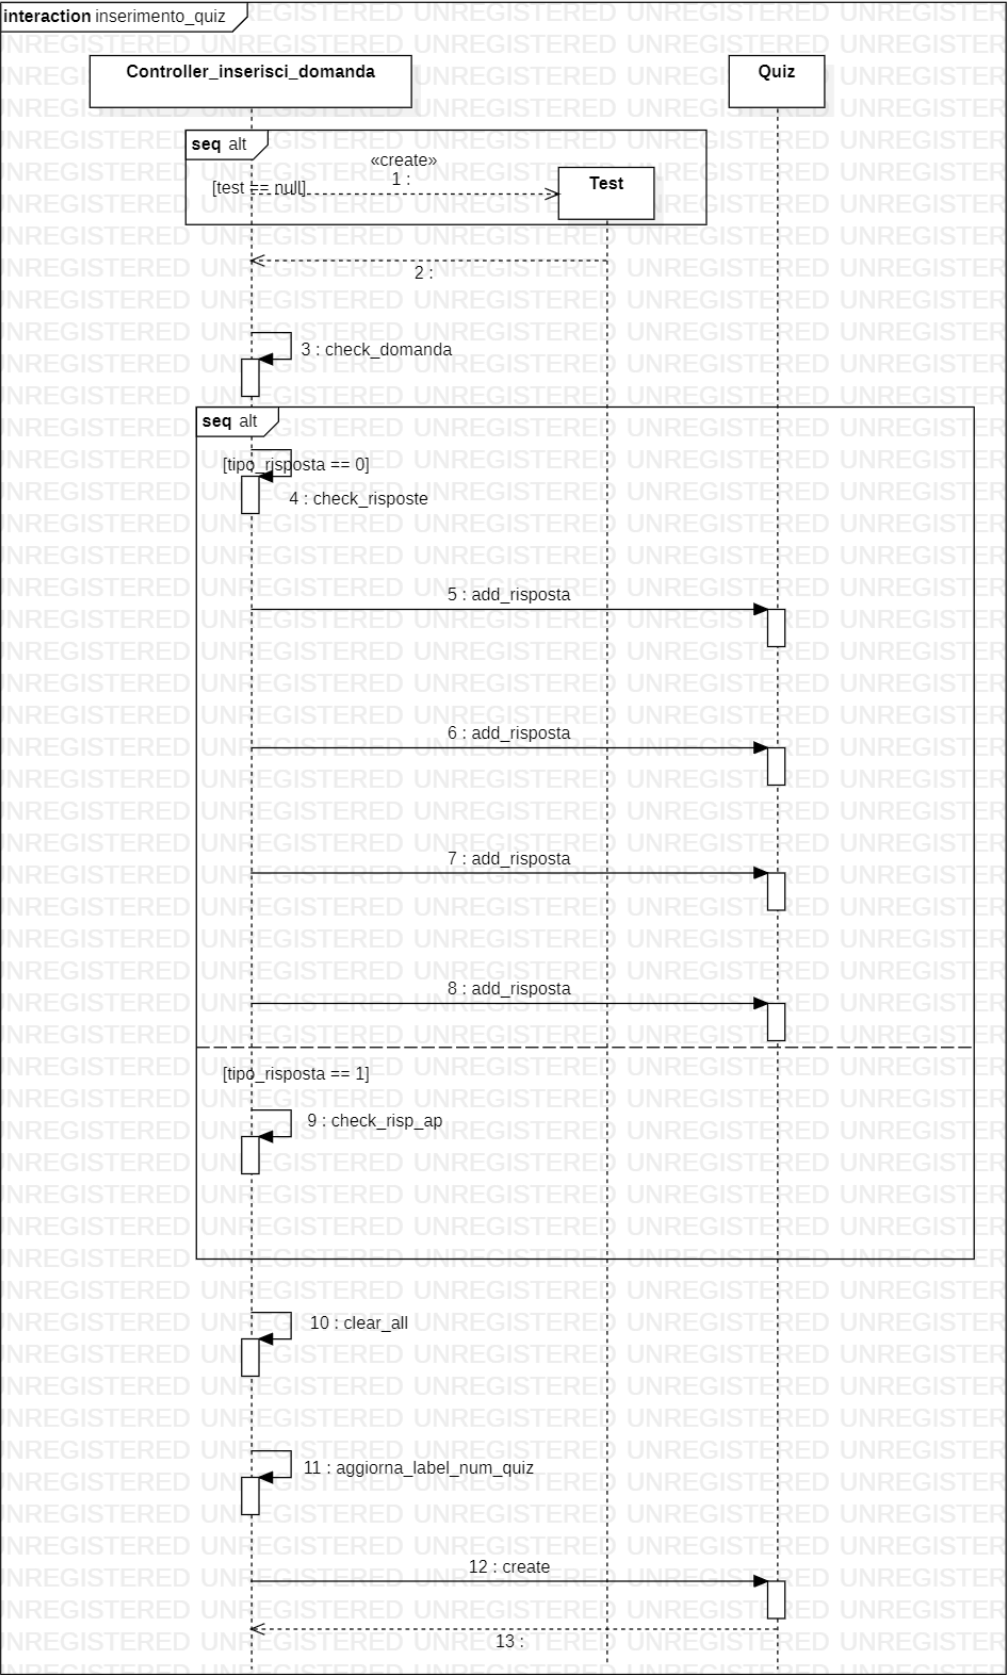 interaction inserimento_quiz
Controller_inserisci_domanda
Quiz
seq alt
«create»
1 :
[test == null]
Test
2 :
3 : check_domanda
seq alt
[tipo_risposta == 0]
4 : check_risposte
5 : add_risposta
6 : add_risposta
7 : add_risposta
8 : add_risposta
[tipo_risposta == 1]
9 : check_risp_ap
10 : clear_all
11 : aggiorna_label_num_quiz
12 : create
13 :
UNREGISTERED